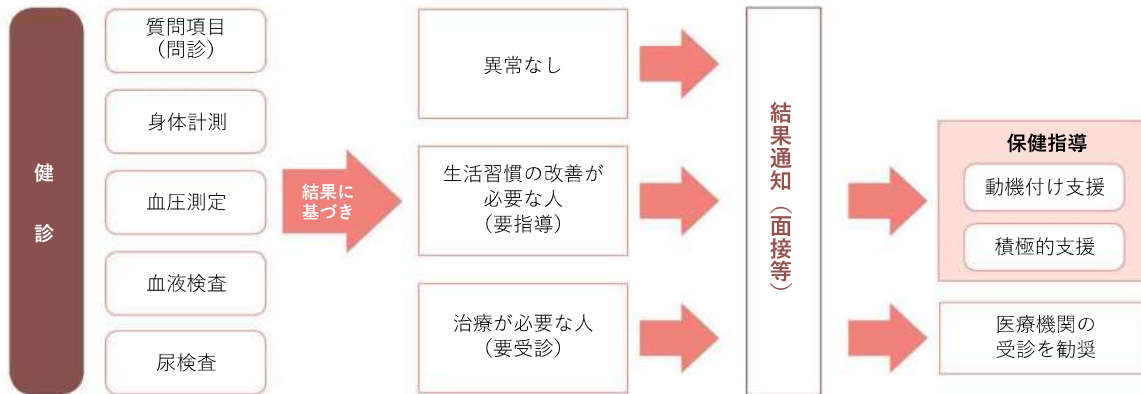 健診
質問項目
(問診)
身体計測
血圧測定
血液検査
尿検査
結果に
基づき
異常なし
生活習慣の改善が
必要な人
(要指導)
治療が必要な人
(要受診)
結果通知(面接等)
保健指導
動機付け支援
積極的支援
医療機関の
受診を勧奨